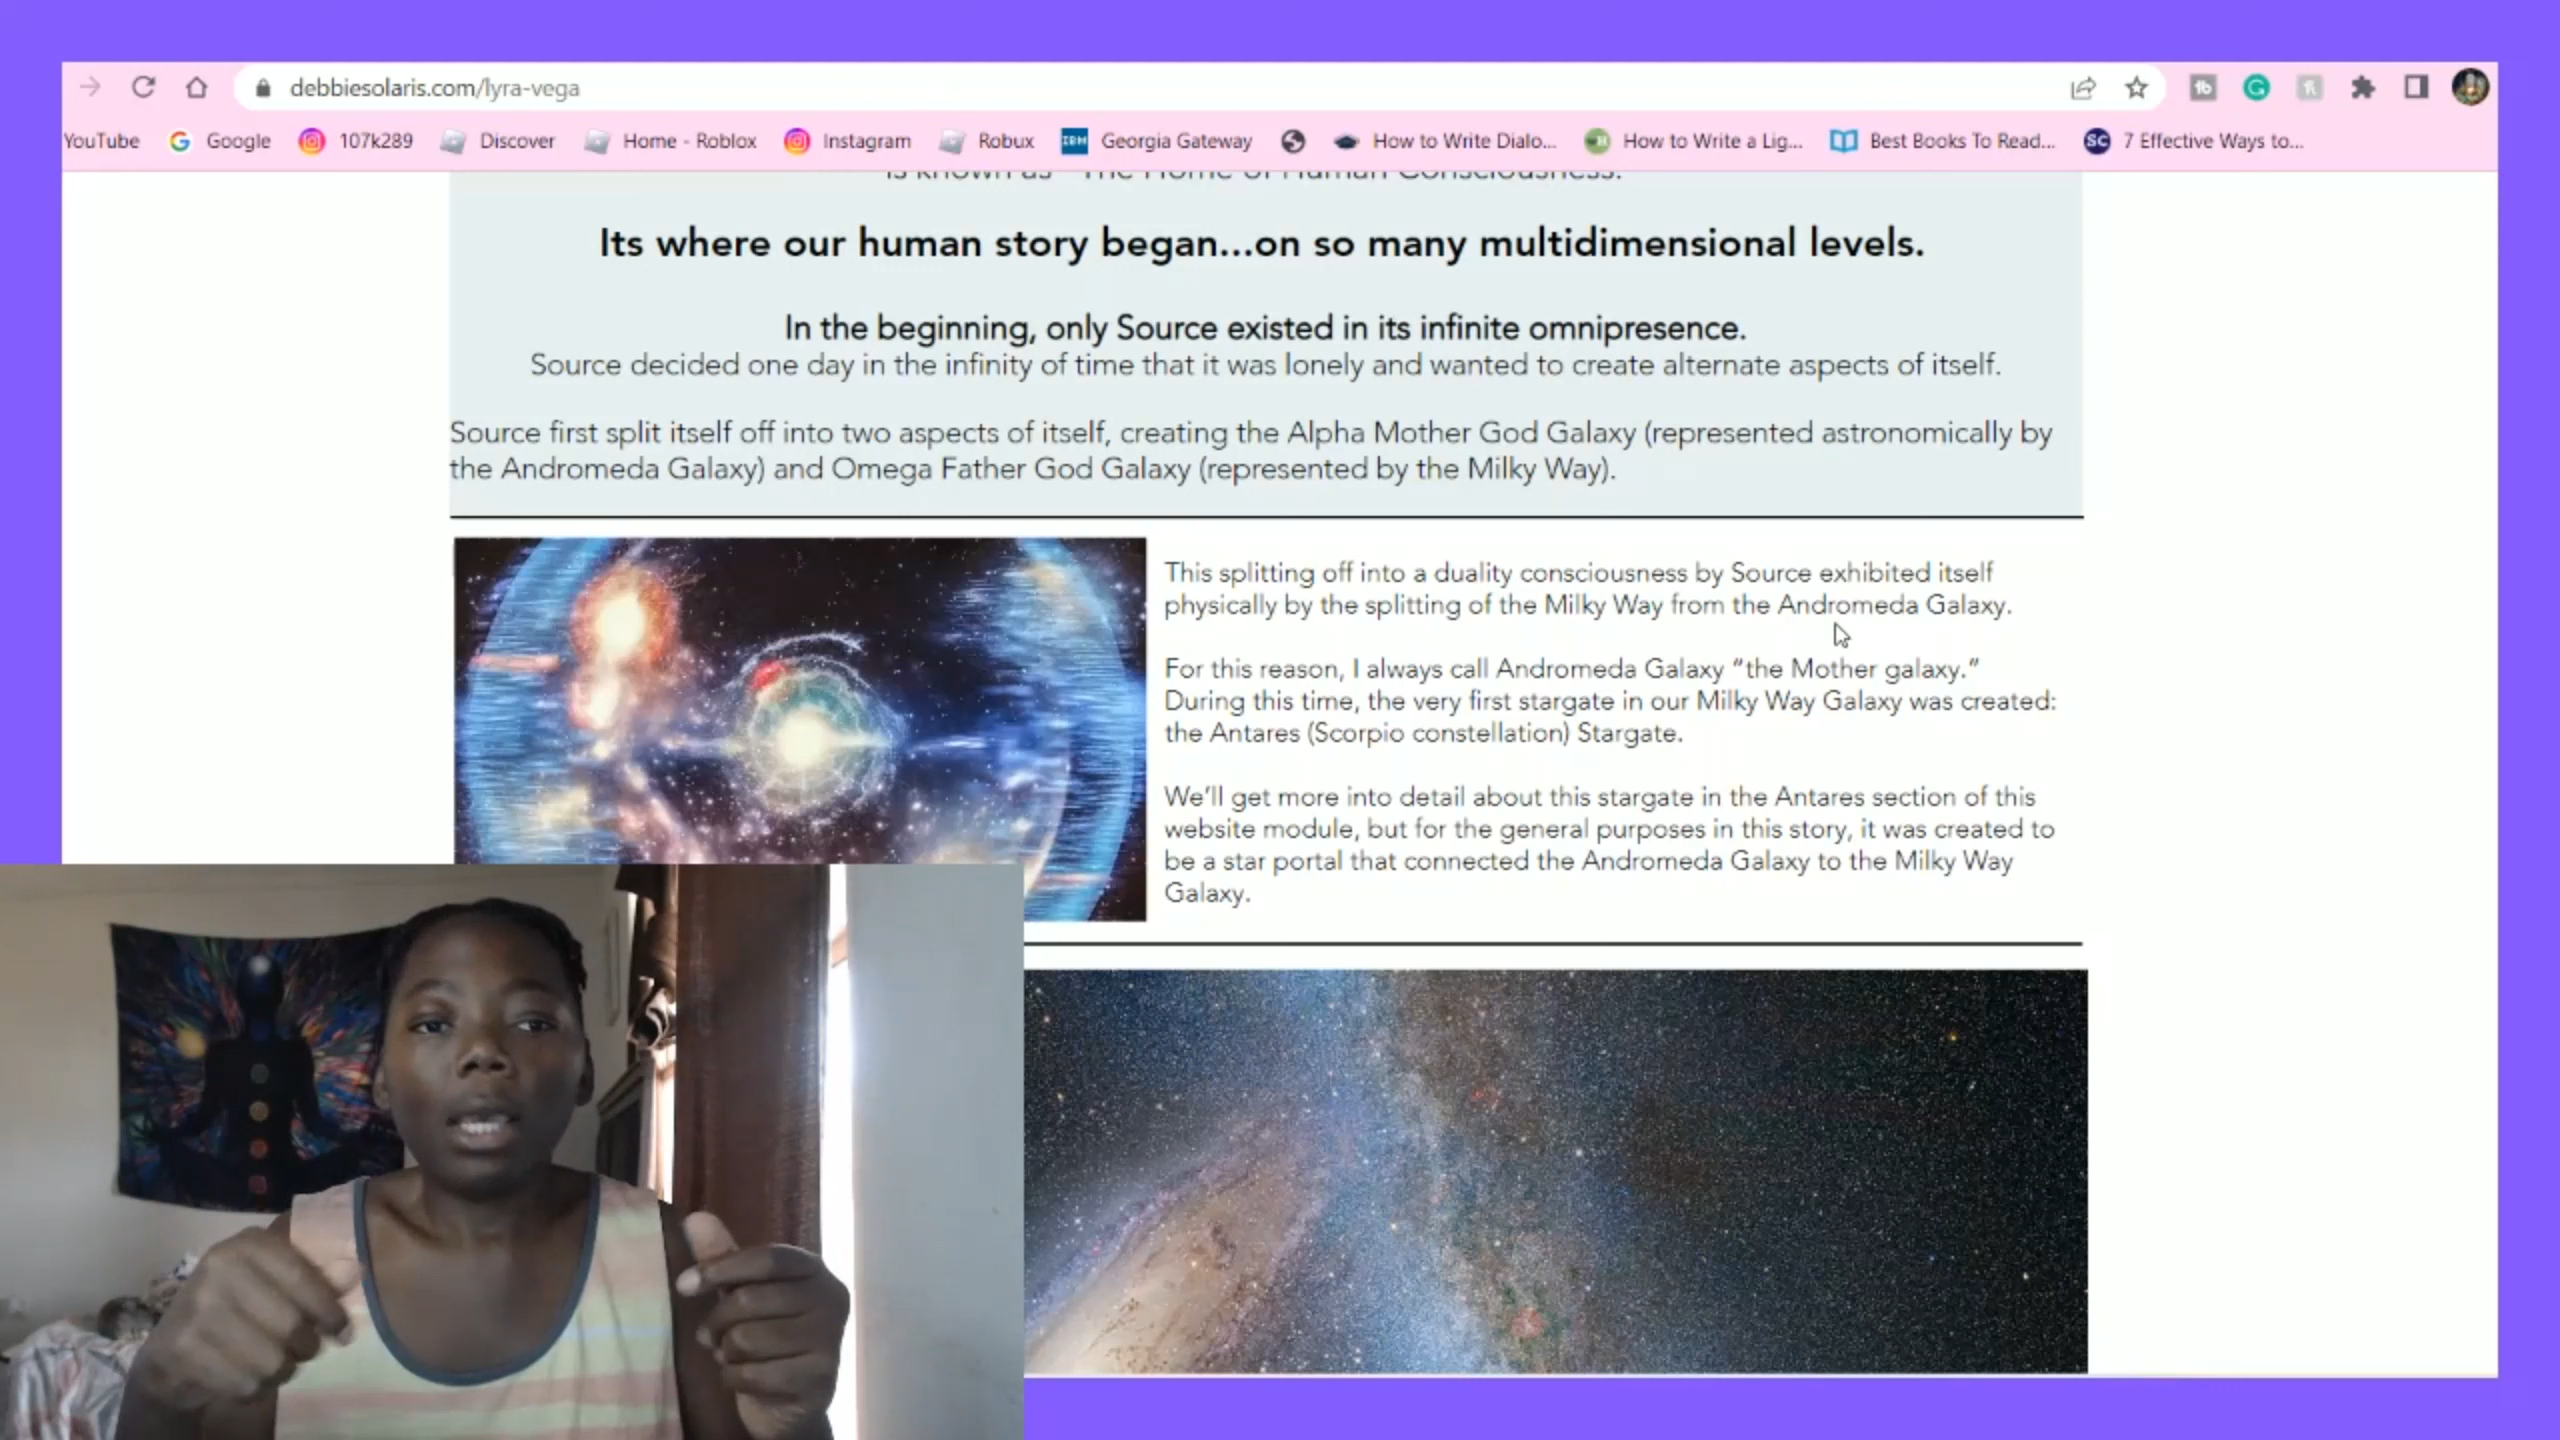 debbiesolaris.com/lyra-vega
YouTube Google 107k289 Discover Home - Roblox Instagram Robux Georgia Gateway How to Write Dialo... How to Write a Lig... Best Books To Read... 7 Effective Ways to...
is known as "The Home of Human Consciousness.
Its where our human story began...on so many multidimensional levels.
In the beginning, only Source existed in its infinite omnipresence.
Source decided one day in the infinity of time that it was lonely and wanted to create alternate aspects of itself.
Source first split itself off into two aspects of itself, creating the Alpha Mother God Galaxy (represented astronomically by
the Andromeda Galaxy) and Omega Father God Galaxy (represented by the Milky Way).
This splitting off into a duality consciousness by Source exhibited itself
physically by the splitting of the Milky Way from the Andromeda Galaxy.
For this reason, I always call Andromeda Galaxy “the Mother galaxy.”
During this time, the very first stargate in our Milky Way Galaxy was created:
the Antares (Scorpio constellation) Stargate.
We’ll get more into detail about this stargate in the Antares section of this
website module, but for the general purposes in this story, it was created to
be a star portal that connected the Andromeda Galaxy to the Milky Way
Galaxy.